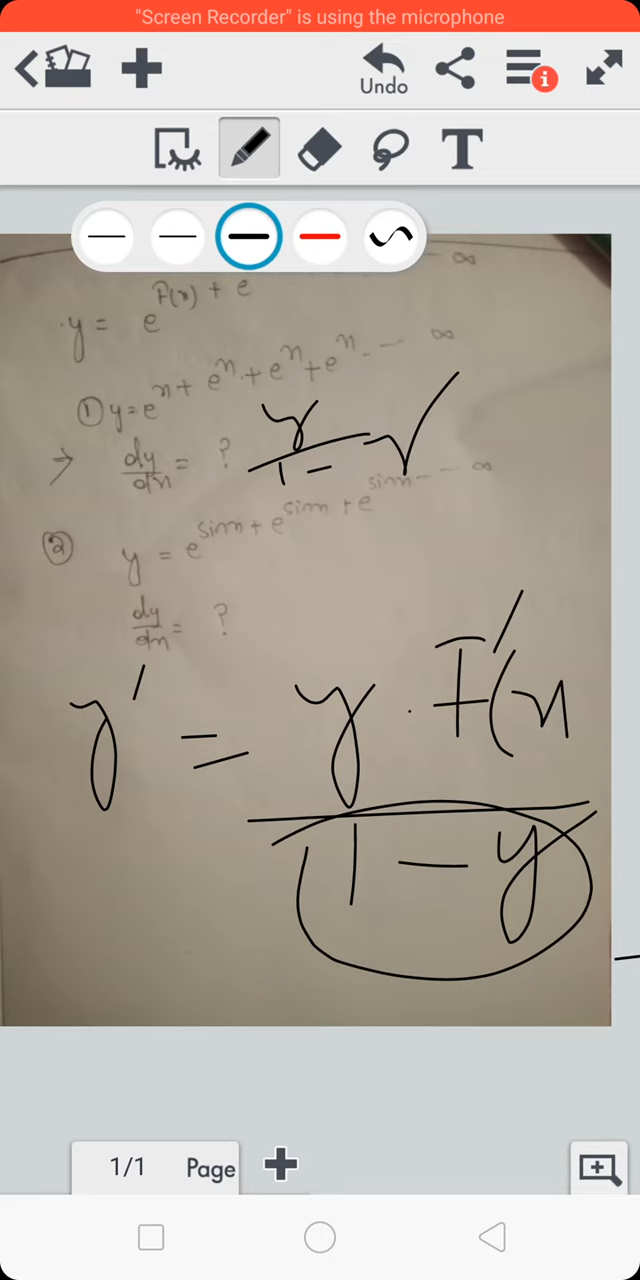 "Screen Recorder" is using the microphone
Undo
i
T
y = e^F(x) + e - ∞
① y = e^x + e^x + e^x + e^x - - ∞
→ dy/dx = ?
y/1 -
② y = e^sinx + e^sinx + e^sinx - - ∞
dy/dx = ?
y' = y . F'(x
1 - y
1/1 Page